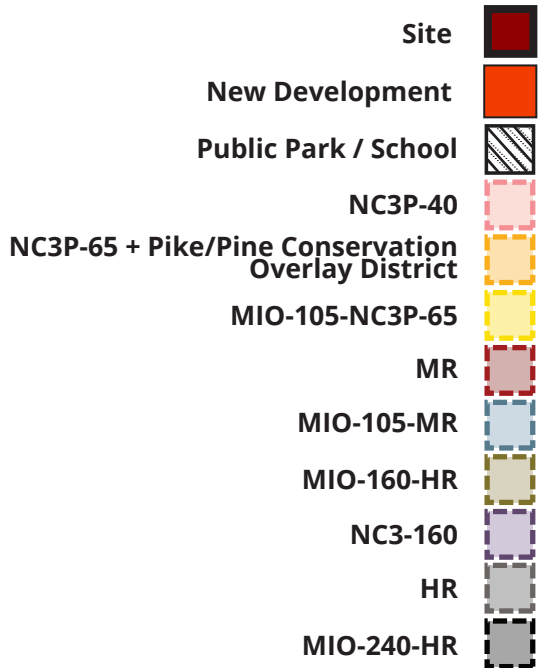 Site
New Development
Public Park / School
NC3P-40
NC3P-65 + Pike/Pine Conservation
Overlay District
MIO-105-NC3P-65
MR
MIO-105-MR
MIO-160-HR
NC3-160
HR
MIO-240-HR